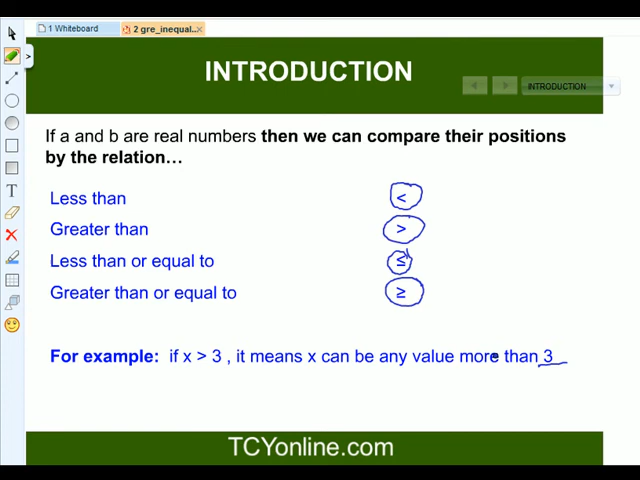 1 Whiteboard
2 gre_inequal...
INTRODUCTION
INTRODUCTION
If a and b are real numbers then we can compare their positions
by the relation…
Less than <
Greater than >
Less than or equal to ≤
Greater than or equal to ≥
For example: if x > 3 , it means x can be any value more than 3
TCYonline.com